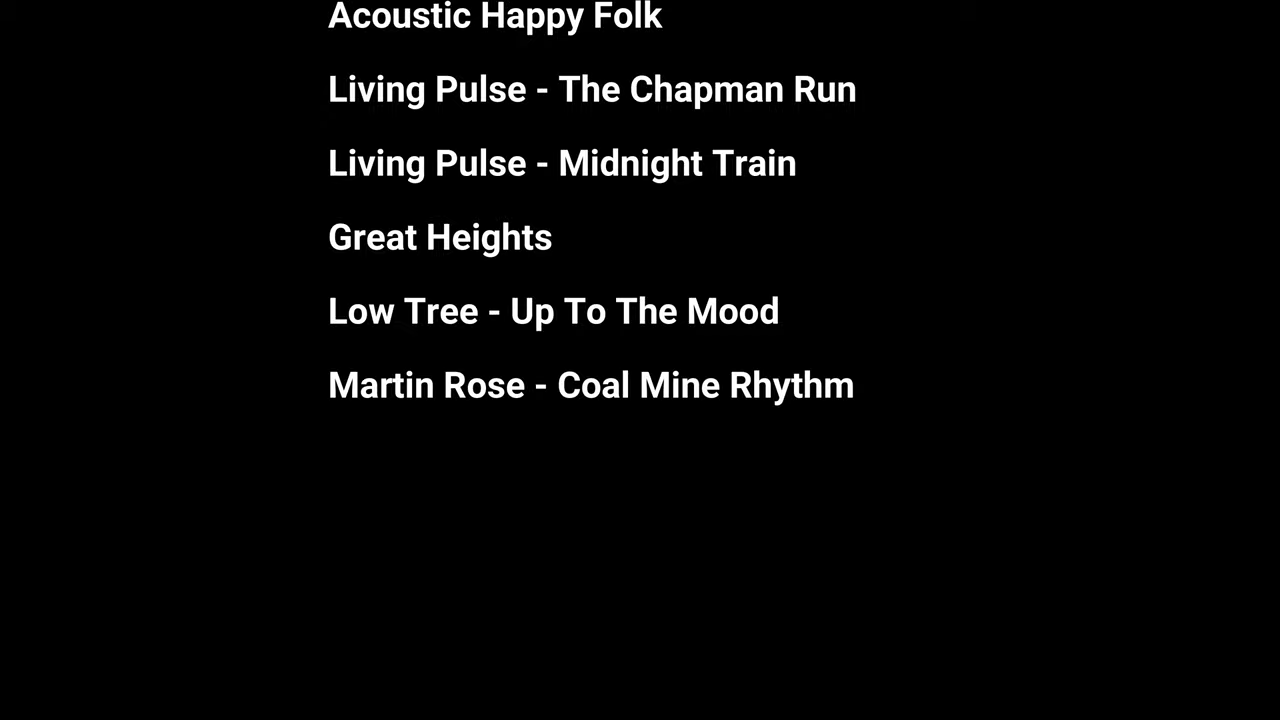 Acoustic Happy Folk
Living Pulse - The Chapman Run
Living Pulse - Midnight Train
Great Heights
Low Tree - Up To The Mood
Martin Rose - Coal Mine Rhythm